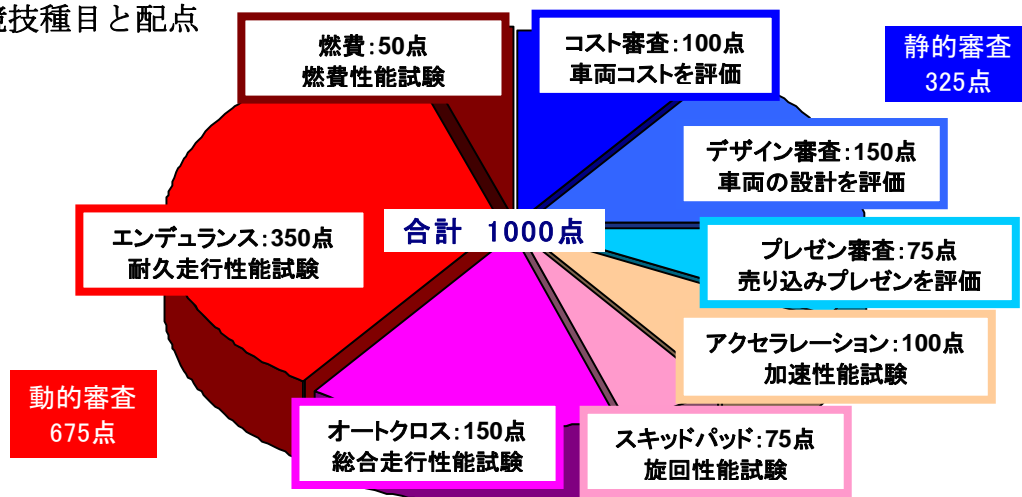 競技種目と配点
燃費:50点
燃費性能試験
コスト審査:100点
車両コストを評価
静的審査
325点
デザイン審査:150点
車両の設計を評価
合計 1000点
エンデュランス:350点
耐久走行性能試験
プレゼン審査:75点
売り込みプレゼンを評価
アクセラレーション:100点
加速性能試験
動的審査
675点
オートクロス:150点
総合走行性能試験
スキッドパッド:75点
旋回性能試験